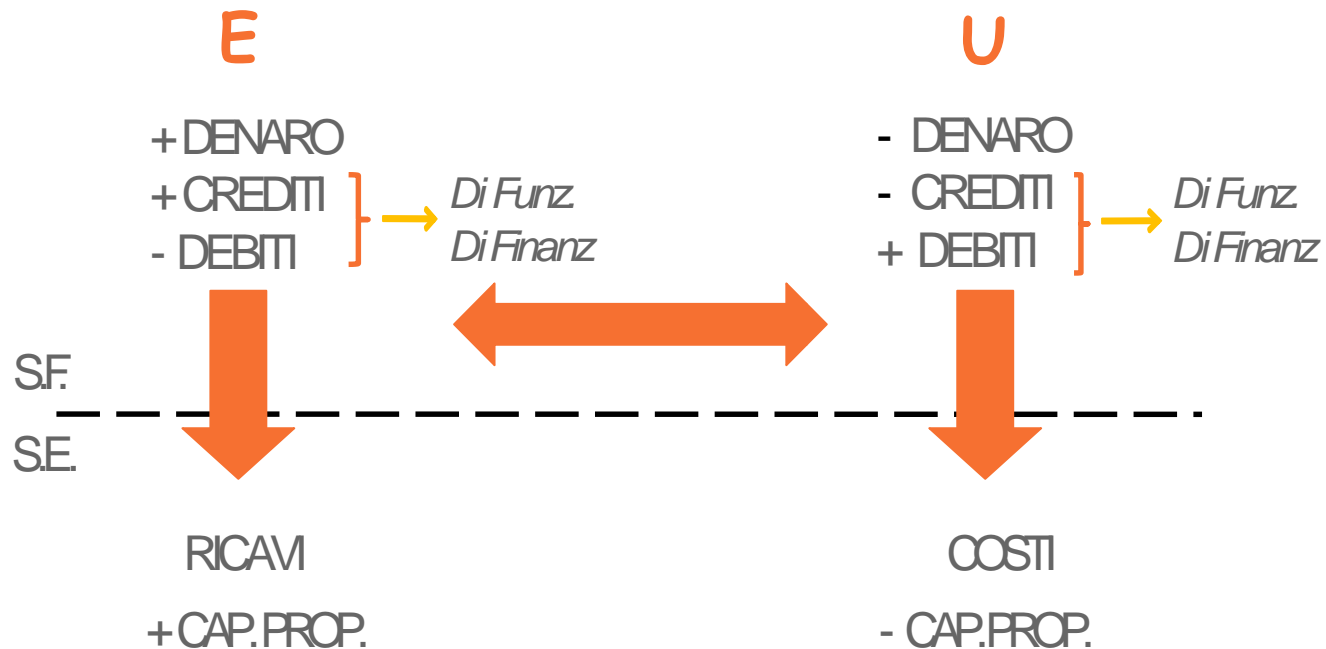 E U
+ DENARO - DENARO
+ CREDITI Di Funz. - CREDITI Di Funz.
- DEBITI Di Finanz + DEBITI Di Finanz
S.F.
S.E.
RICAVI COSTI
+ CAP. PROP. - CAP. PROP.